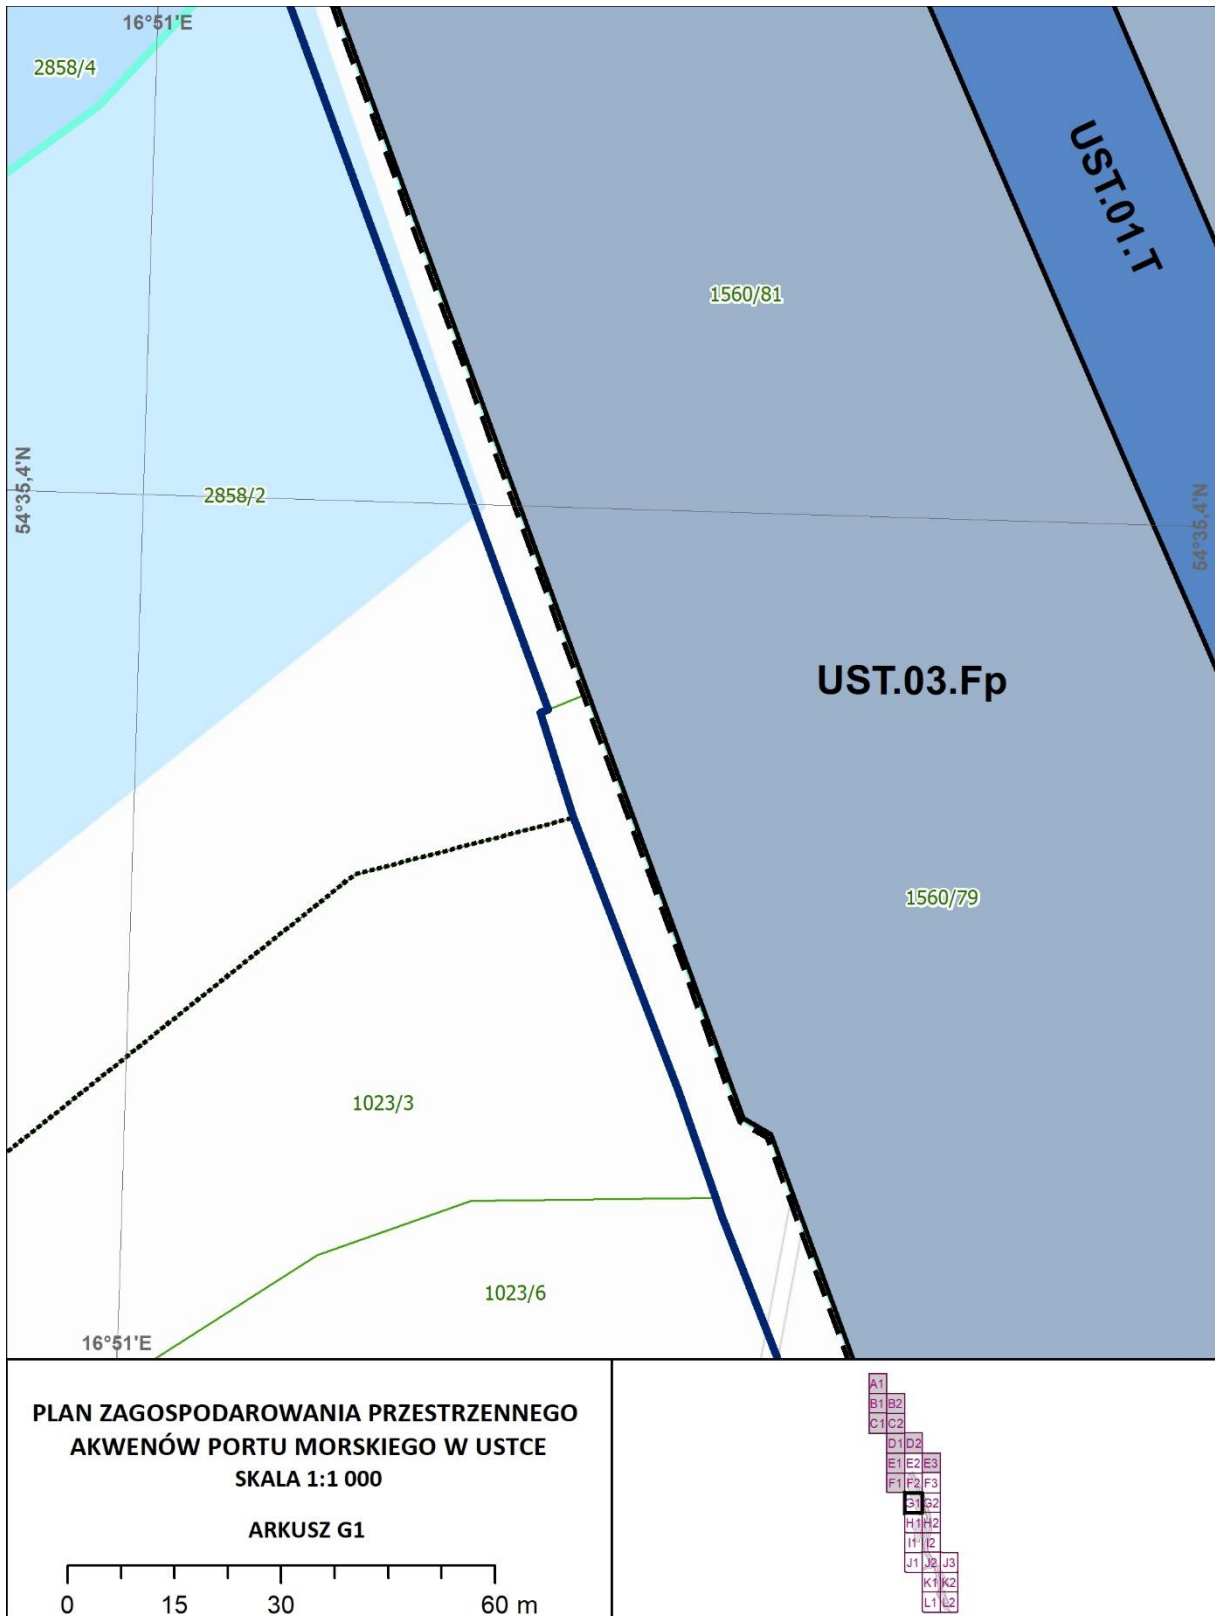 16°51'E
2858/4
UST.01.T
1560/81
54°35,4'N
2858/2
54°35,4'N
UST.03.Fp
1560/79
1023/3
1023/6
16°51'E
PLAN ZAGOSPODAROWANIA PRZESTRZENNEGO
AKWENÓW PORTU MORSKIEGO W USTCE
SKALA 1:1 000
ARKUSZ G1
0 15 30 60 m
A1
B1 B2
C1 C2
D1 D2
E1 E2 E3
F1 F2 F3
G1 G2
H1 H2
I1 I2
J1 J2 J3
K1 K2
L1 L2